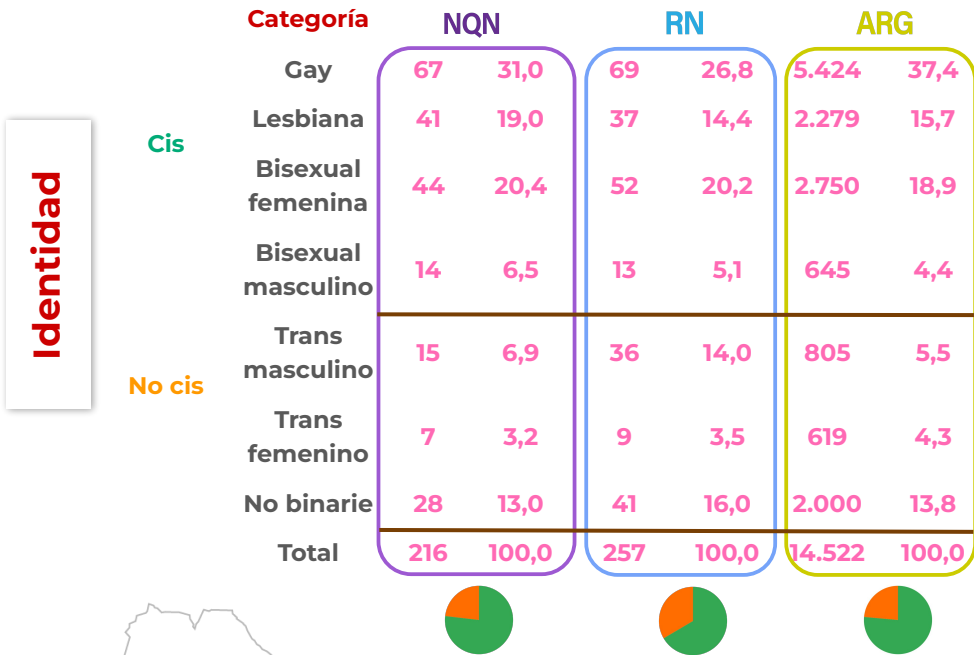 Categoría NQN RN ARG
Gay 67 31,0 69 26,8 5.424 37,4
Lesbiana 41 19,0 37 14,4 2.279 15,7
Cis
Bisexual
femenina 44 20,4 52 20,2 2.750 18,9
Bisexual
masculino 14 6,5 13 5,1 645 4,4
Identidad
Trans
masculino 15 6,9 36 14,0 805 5,5
No cis
Trans
femenino 7 3,2 9 3,5 619 4,3
No binarie 28 13,0 41 16,0 2.000 13,8
Total 216 100,0 257 100,0 14.522 100,0